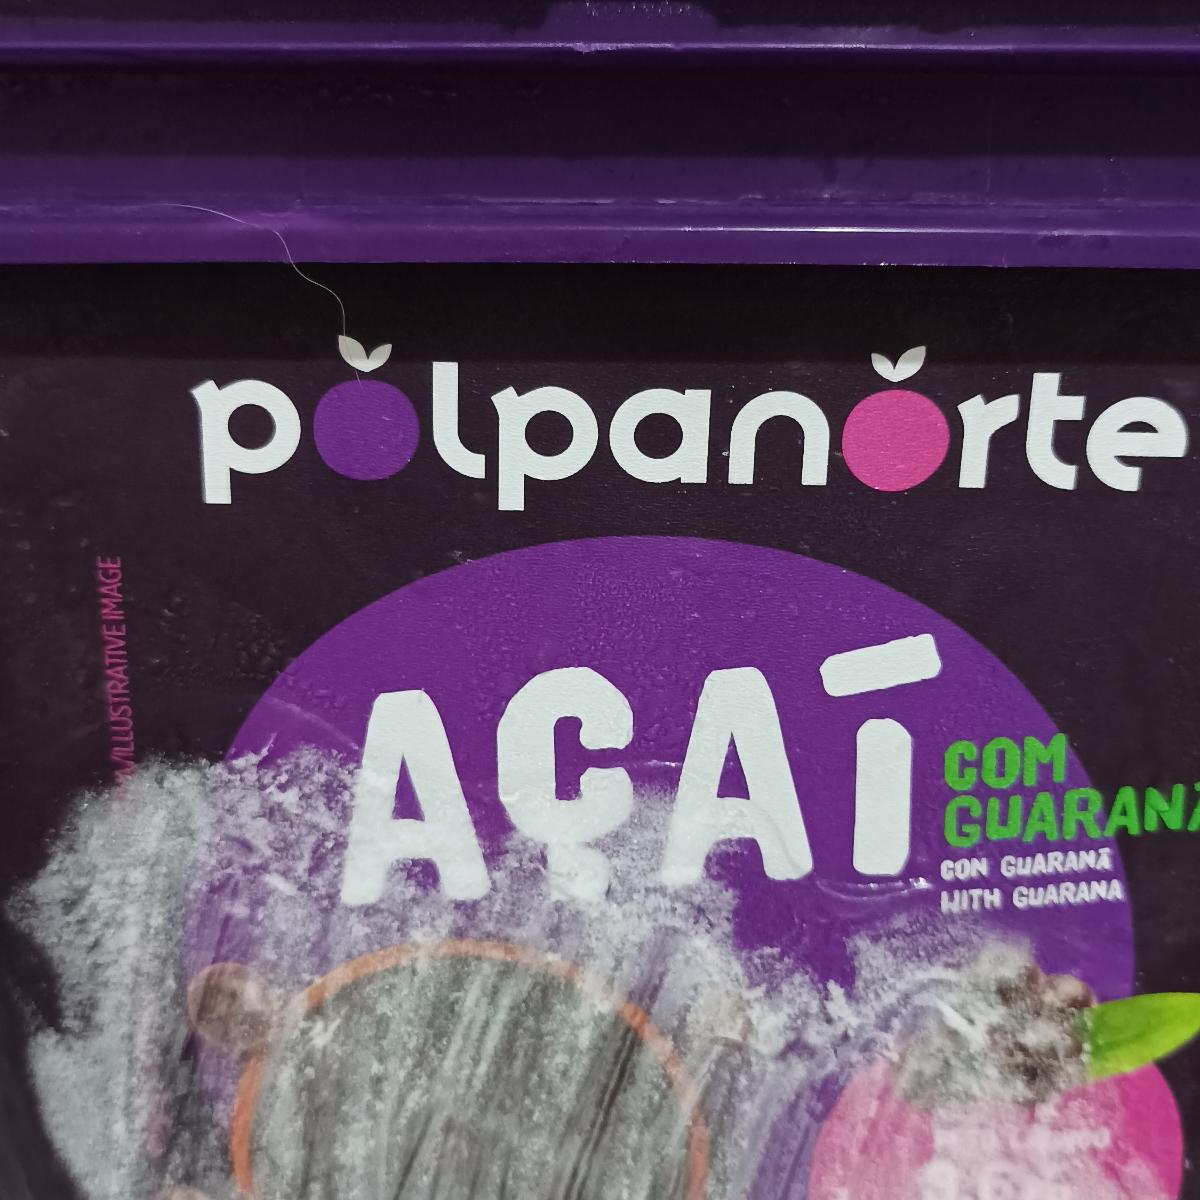 polpanorte
/ILLUSTRATIVE IMAGE
AÇAÍ
COM
GUARANÁ
CON GUARANÁ
WITH GUARANA